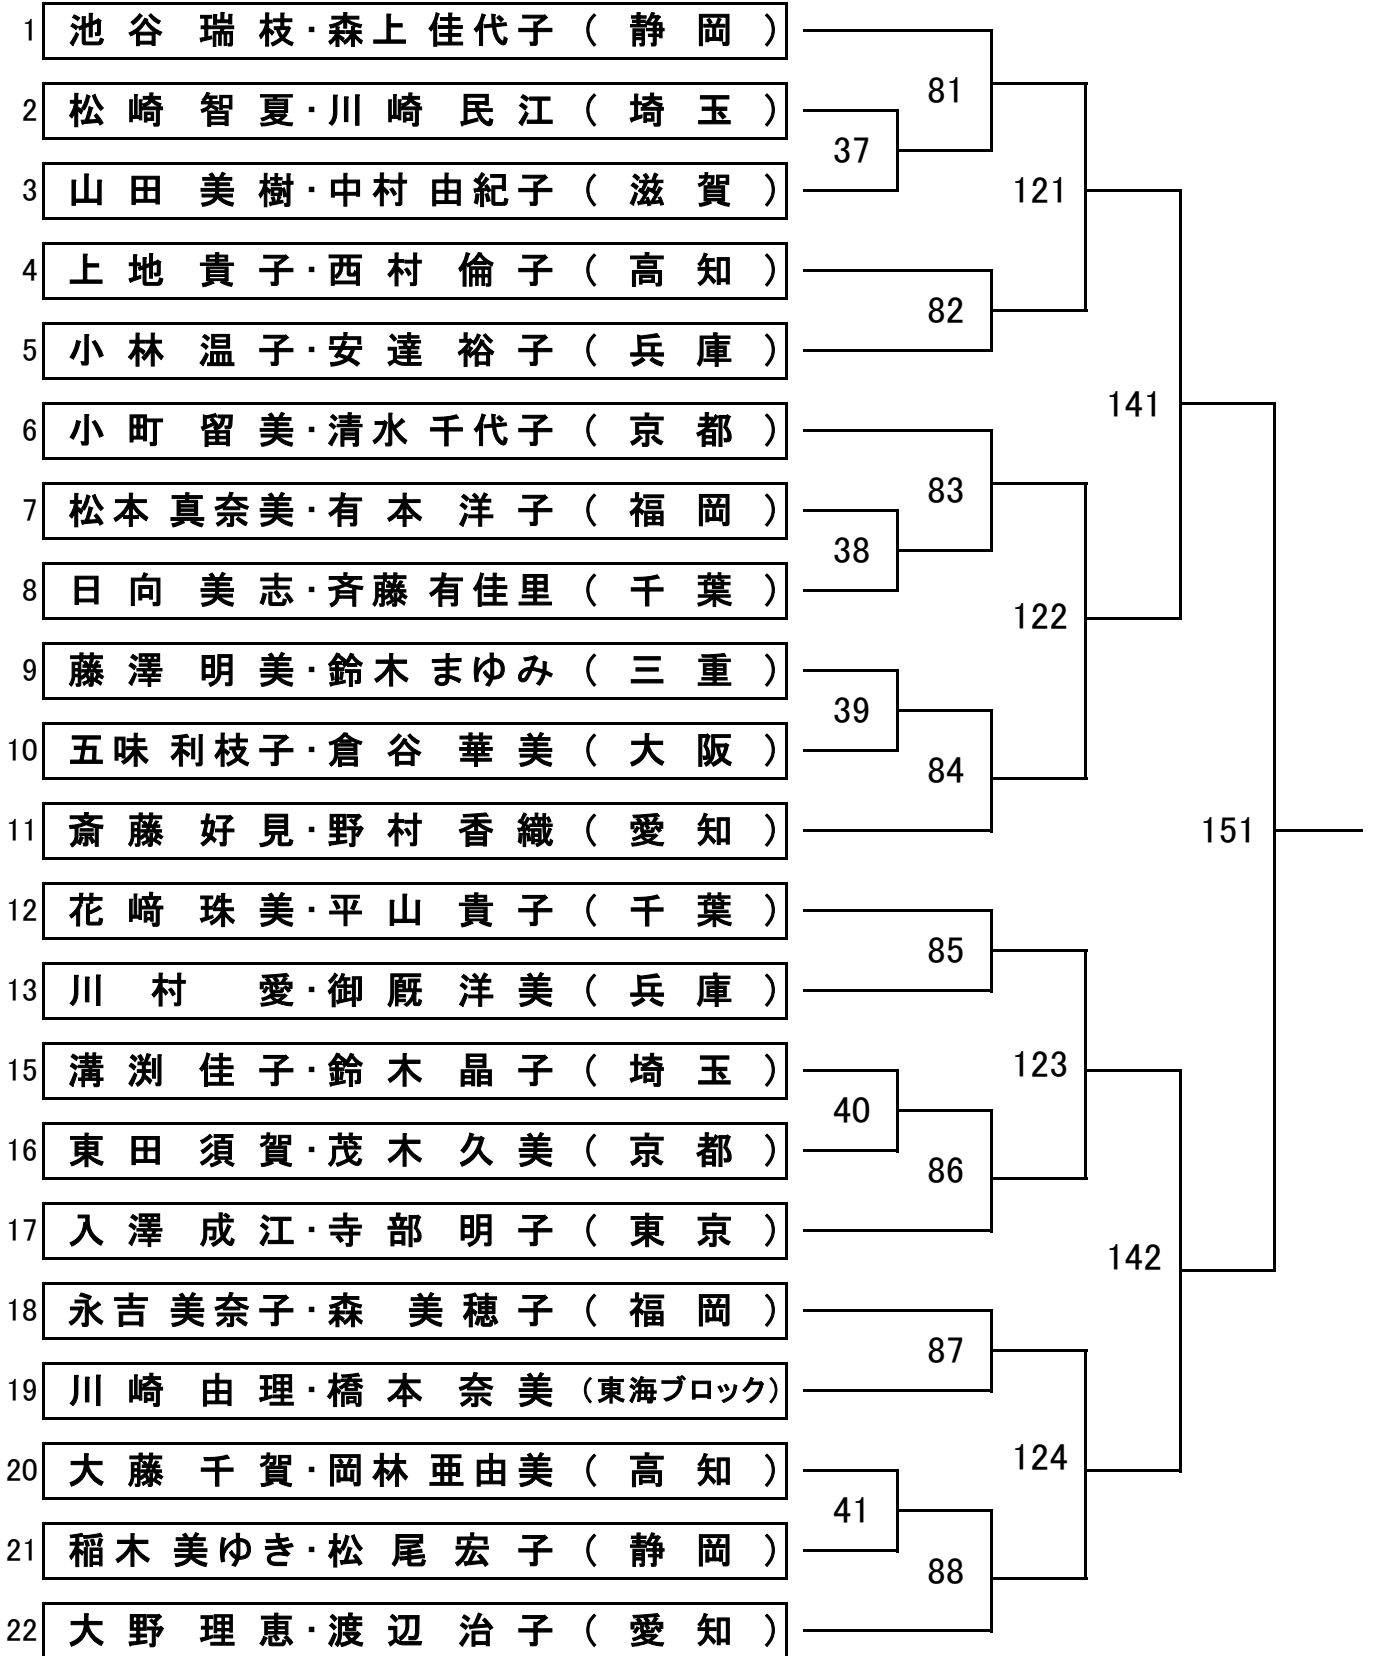 1 池谷 瑞枝・森上 佳代子 ( 静岡 )
81
2 松崎 智夏・川崎 民江 ( 埼玉 )
37
3 山田 美樹・中村 由紀子 ( 滋賀 )
121
4 上地 貴子・西村 倫子 ( 高知 )
82
5 小林 温子・安達 裕子 ( 兵庫 )
141
6 小町 留美・清水 千代子 ( 京都 )
83
7 松本 真奈美・有本 洋子 ( 福岡 )
38
8 日向 美志・斉藤 有佳里 ( 千葉 )
122
9 藤澤 明美・鈴木 まゆみ ( 三重 )
39
10 五味 利枝子・倉谷 華美 ( 大阪 )
84
11 斎藤 好見・野村 香織 ( 愛知 )
151
12 花﨑 珠美・平山 貴子 ( 千葉 )
85
13 川村 愛・御厩 洋美 ( 兵庫 )
15 溝渕 佳子・鈴木 晶子 ( 埼玉 )
123
40
16 東田 須賀・茂木 久美 ( 京都 )
86
17 入澤 成江・寺部 明子 ( 東京 )
142
18 永吉 美奈子・森 美穂子 ( 福岡 )
87
19 川崎 由理・橋本 奈美 (東海ブロック)
124
20 大藤 千賀・岡林 亜由美 ( 高知 )
41
21 稲木 美ゆき・松尾 宏子 ( 静岡 )
88
22 大野 理恵・渡辺 治子 ( 愛知 )